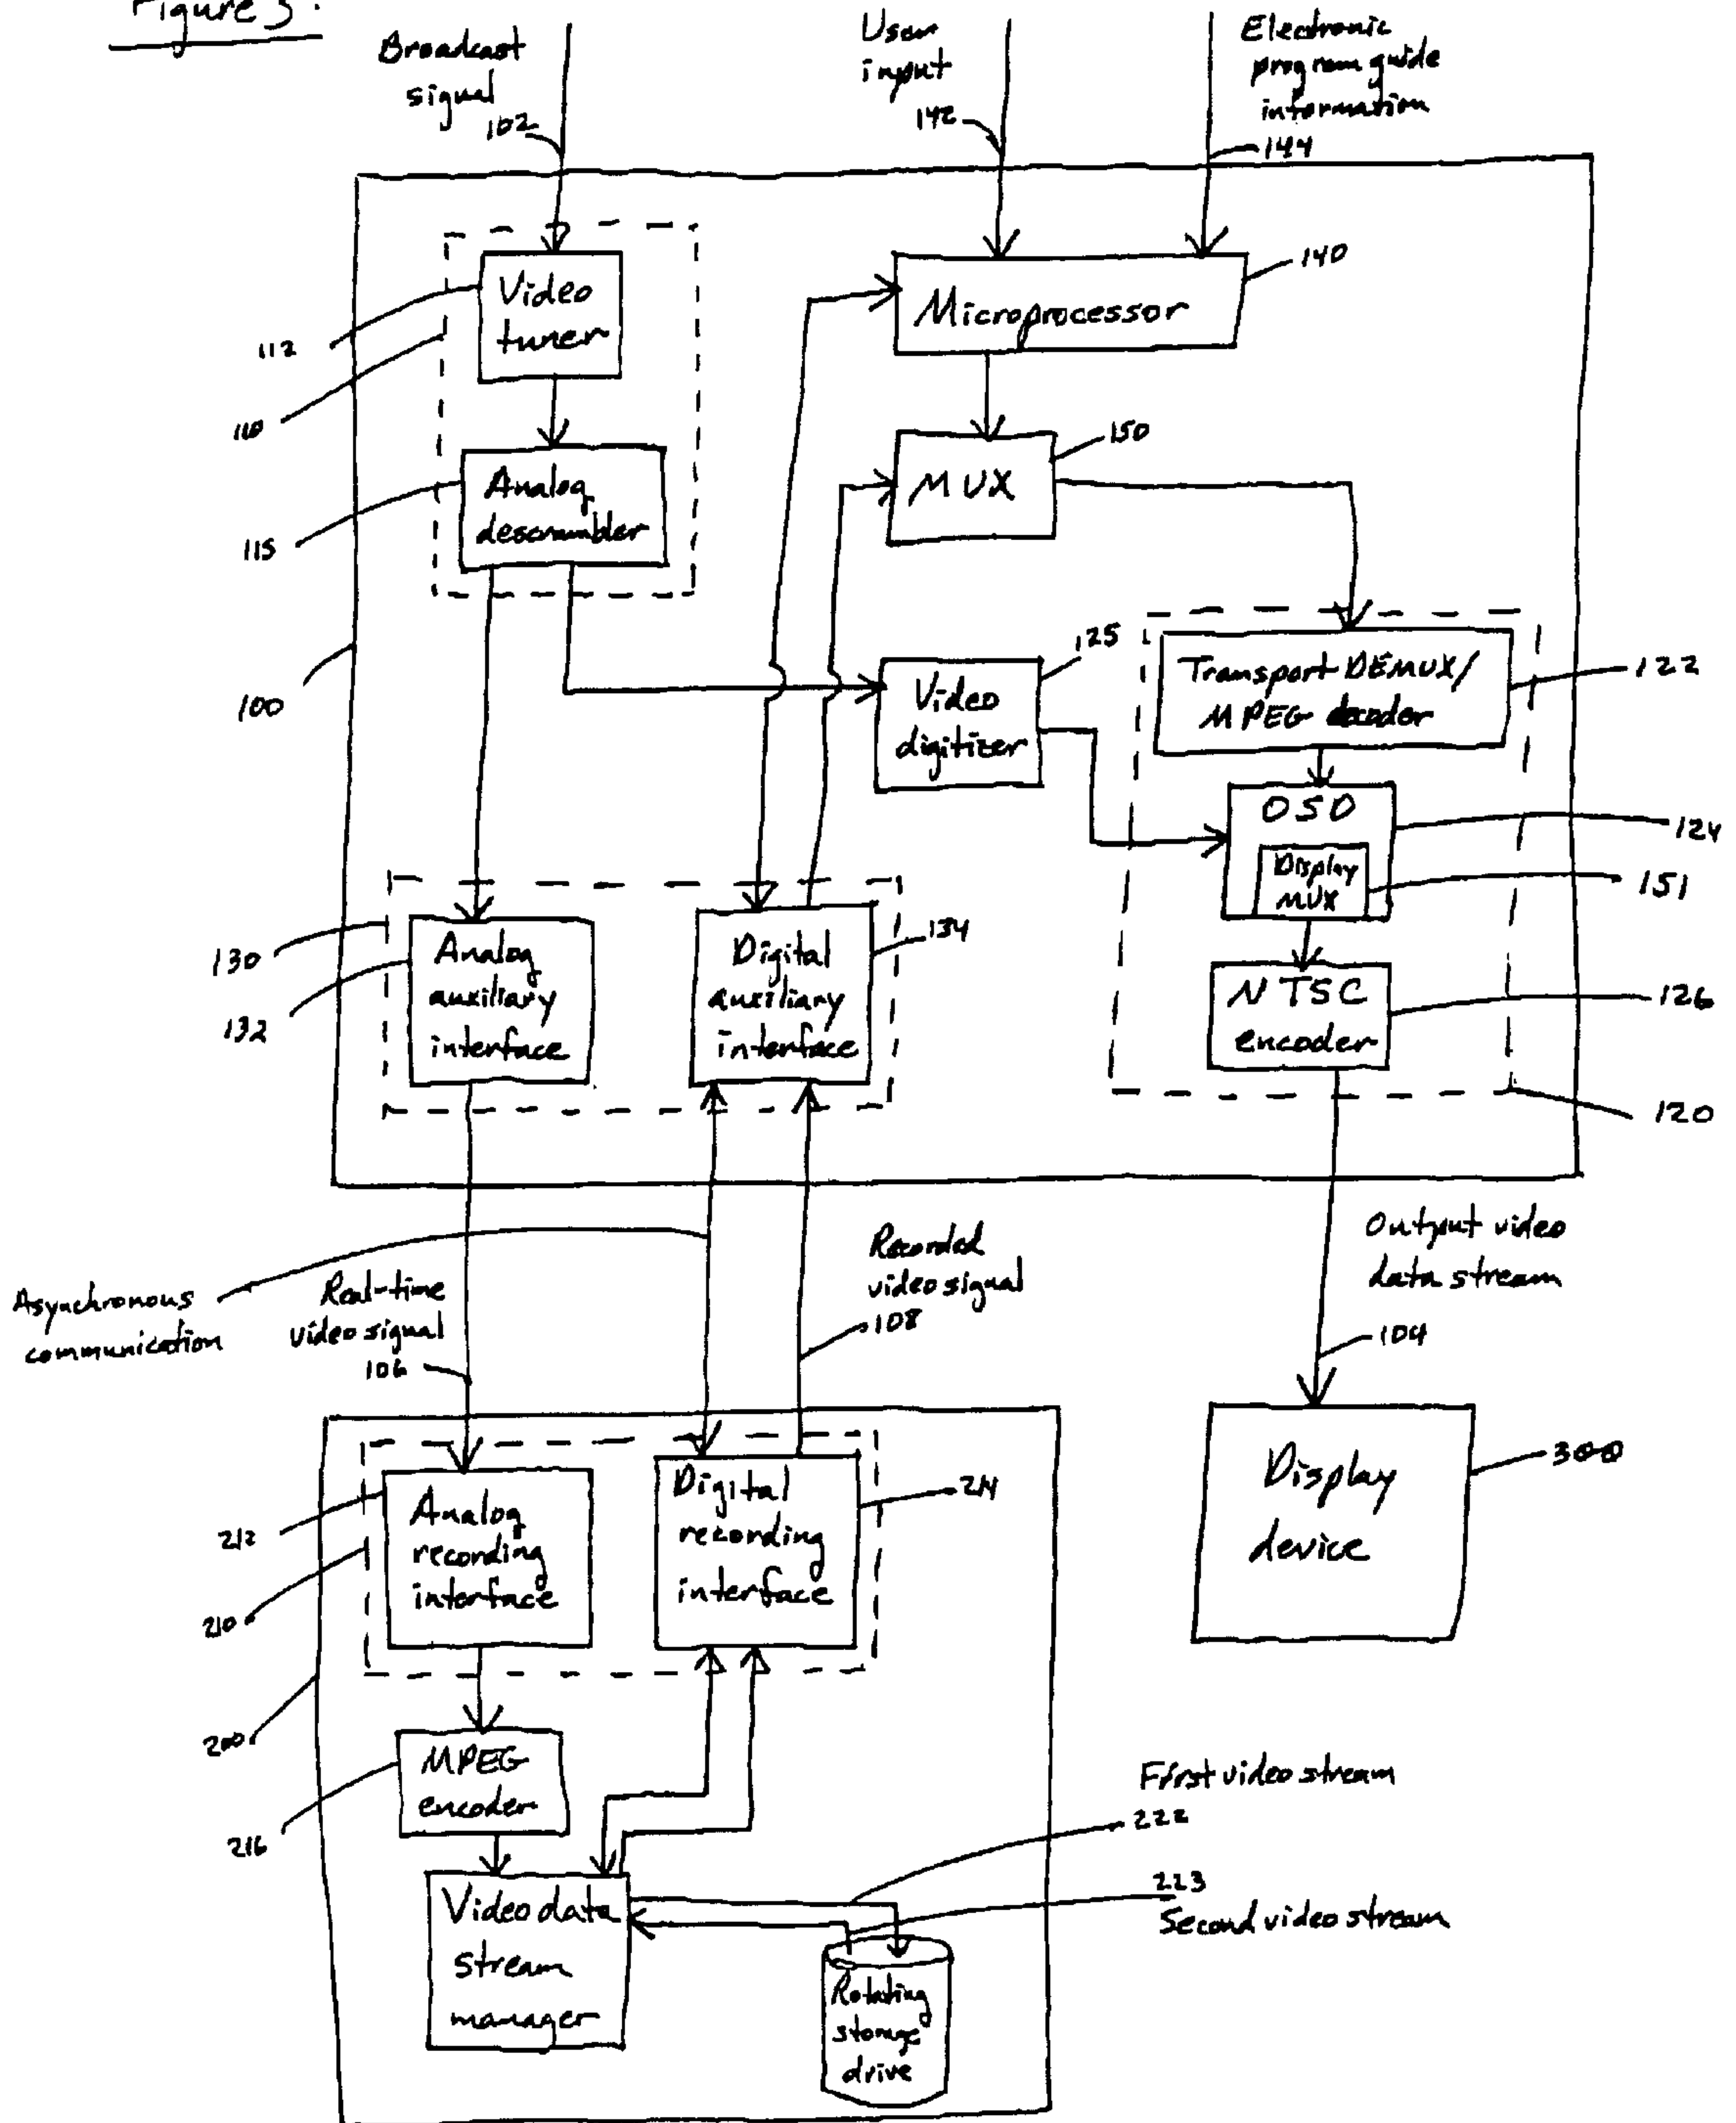 Figure 3:
Broadcast
signal
102
User
input
142
Electronic
program guide
information
144
Video
tuner
112
110
Microprocessor
140
Analog
descrambler
115
MUX
150
100
Video
digitizer
125
Transport DEMUX/
MPEG decoder
122
OSD
124
Display
MUX
151
130
132
Analog
auxiliary
interface
Digital
auxiliary
interface
134
NTSC
encoder
126
120
Asynchronous
communication
Real-time
video signal
106
Recorded
video signal
108
Output video
data stream
104
212
210
Analog
recording
interface
Digital
recording
interface
214
Display
device
300
200
MPEG
encoder
216
First video stream
222
223
Second video stream
Video data
stream
manager
Rotating
storage
drive